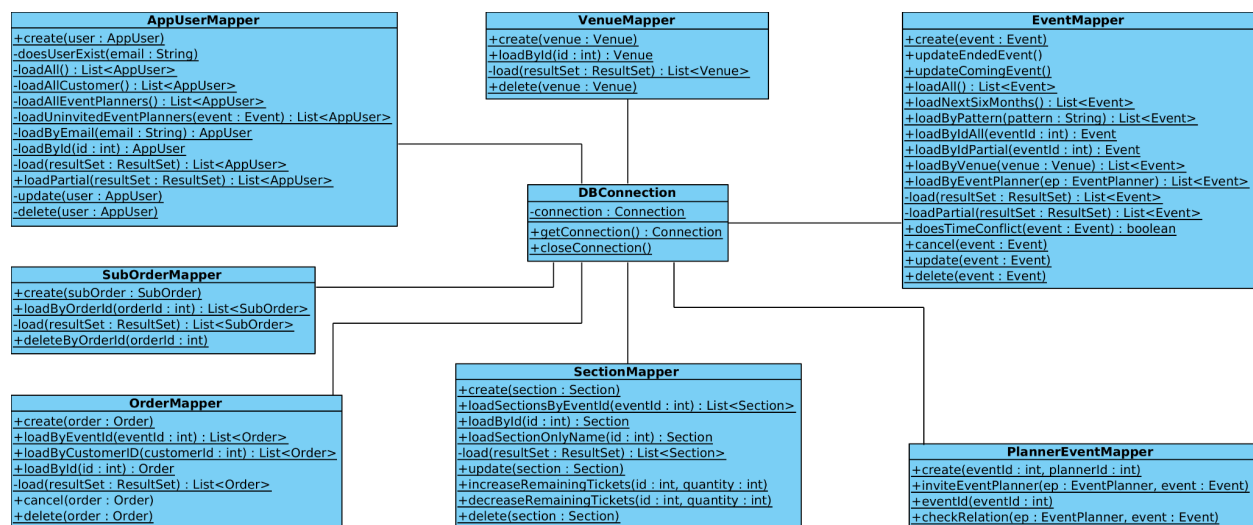 AppUserMapper
+create(user : AppUser)
-doesUserExist(email : String)
-loadAll() : List<AppUser>
-loadAllCustomer() : List<AppUser>
-loadAllEventPlanners() : List<AppUser>
-loadUninvitedEventPlanners(event : Event) : List<AppUser>
-loadByEmail(email : String) : AppUser
-loadById(id : int) : AppUser
-load(resultSet : ResultSet) : List<AppUser>
+loadPartial(resultSet : ResultSet) : List<AppUser>
-update(user : AppUser)
-delete(user : AppUser)
VenueMapper
+create(venue : Venue)
+loadById(id : int) : Venue
-load(resultSet : ResultSet) : List<Venue>
+delete(venue : Venue)
EventMapper
+create(event : Event)
+updateEndedEvent()
+updateComingEvent()
+loadAll() : List<Event>
+loadNextSixMonths() : List<Event>
+loadByPattern(pattern : String) : List<Event>
+loadByIdAll(eventId : int) : Event
+loadByIdPartial(eventId : int) : Event
+loadByVenue(venue : Venue) : List<Event>
+loadByEventPlanner(ep : EventPlanner) : List<Event>
-load(resultSet : ResultSet) : List<Event>
-loadPartial(resultSet : ResultSet) : List<Event>
+doesTimeConflict(event : Event) : boolean
+cancel(event : Event)
+update(event : Event)
+delete(event : Event)
DBConnection
-connection : Connection
+getConnection() : Connection
+closeConnection()
SubOrderMapper
+create(subOrder : SubOrder)
+loadByOrderId(orderId : int) : List<SubOrder>
-load(resultSet : ResultSet) : List<SubOrder>
+deleteByOrderId(orderId : int)
OrderMapper
+create(order : Order)
+loadByEventId(eventId : int) : List<Order>
+loadByCustomerID(customerId : int) : List<Order>
+loadById(id : int) : Order
-load(resultSet : ResultSet) : List<Order>
+cancel(order : Order)
+delete(order : Order)
SectionMapper
+create(section : Section)
+loadSectionsByEventId(eventId : int) : List<Section>
+loadById(id : int) : Section
+loadSectionOnlyName(id : int) : Section
-load(resultSet : ResultSet) : List<Section>
+update(section : Section)
+increaseRemainingTickets(id : int, quantity : int)
+decreaseRemainingTickets(id : int, quantity : int)
+delete(section : Section)
PlannerEventMapper
+create(eventId : int, plannerId : int)
+inviteEventPlanner(ep : EventPlanner, event : Event)
+eventId(eventId : int)
+checkRelation(ep : EventPlanner, event : Event)